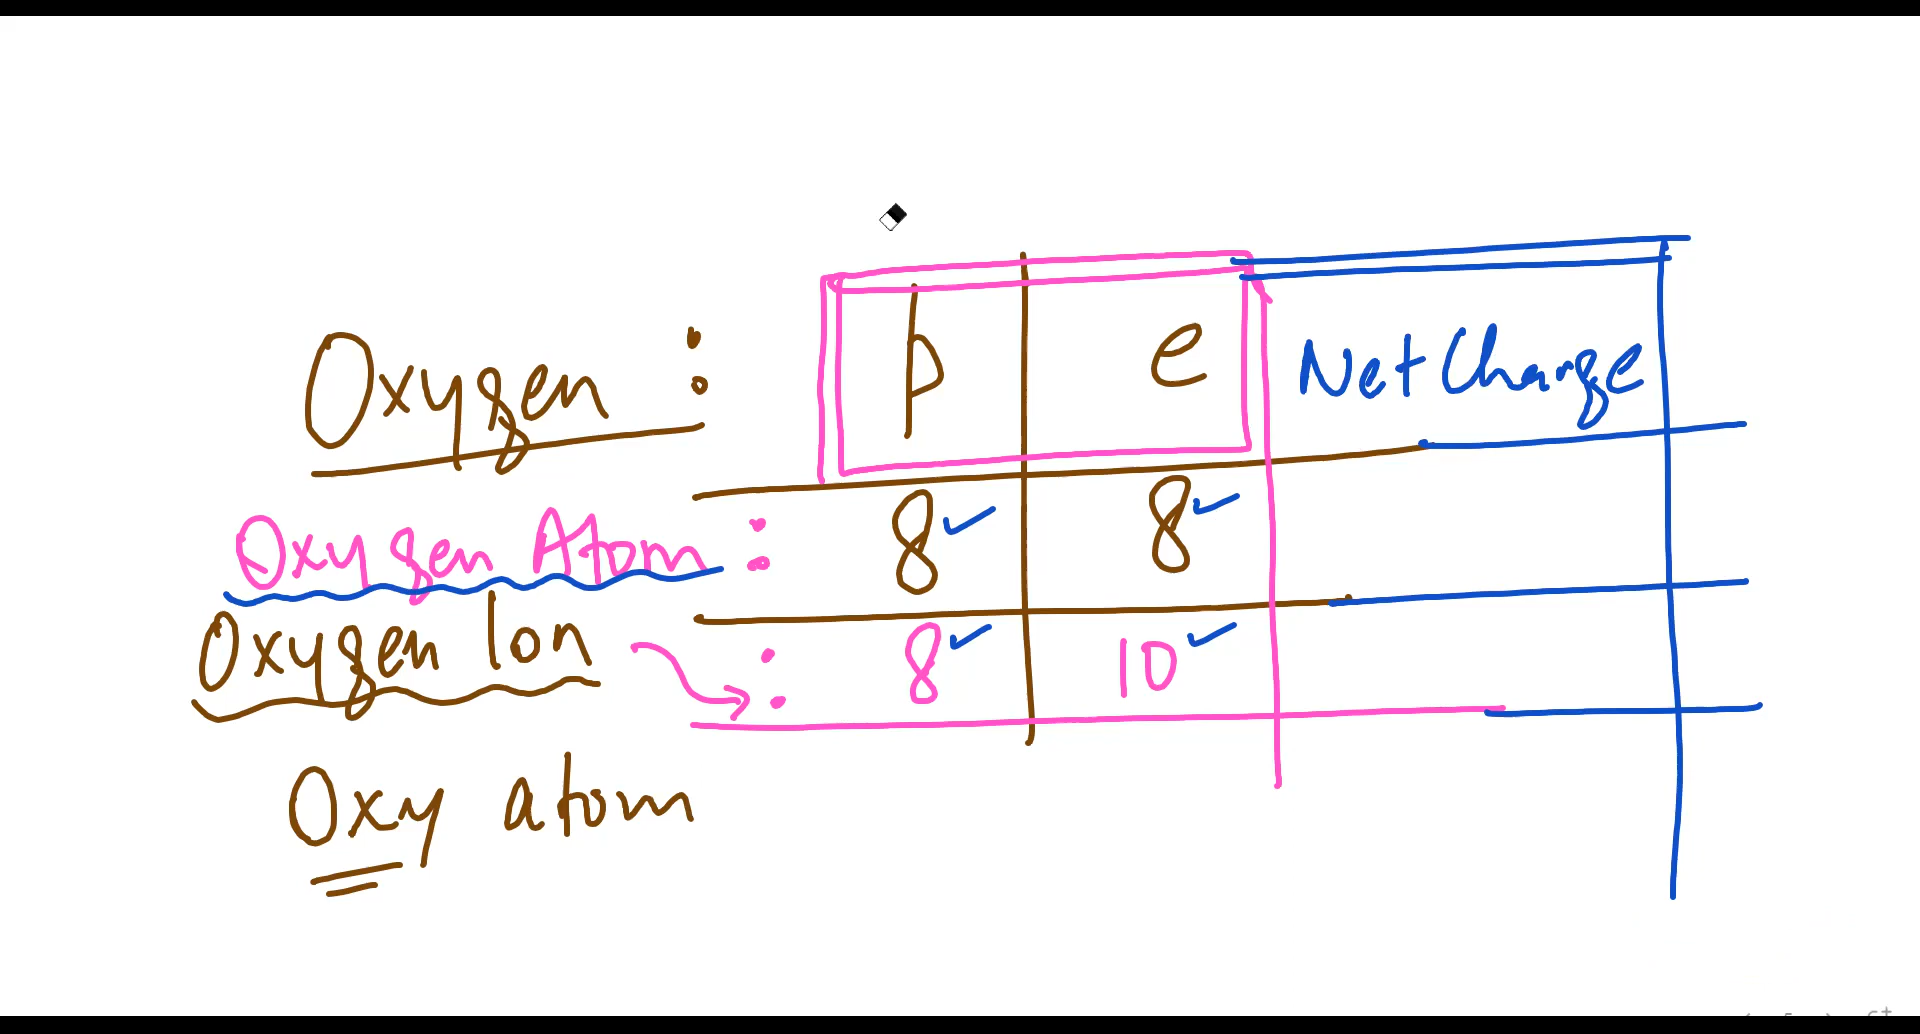 Oxygen : p e Net Charge
Oxygen Atom : 8 ✓ 8 ✓
Oxygen Ion : 8 ✓ 10 ✓
Oxy atom